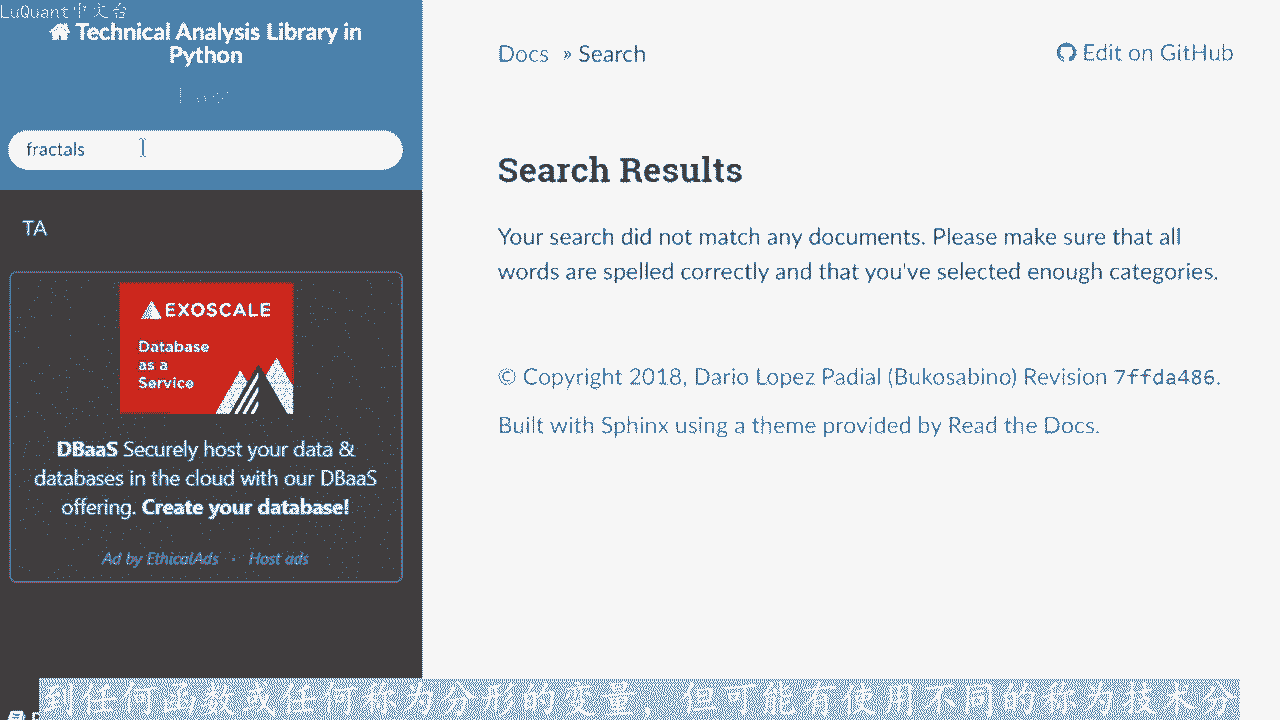 LuQuant中文台
Technical Analysis Library in
Python
fractals
TA
EXOSCALE
Database
as a
Service
DBaaS Securely host your data &
databases in the cloud with our DBaaS
offering. Create your database!
Ad by EthicalAds · Host ads
Docs » Search
Edit on GitHub
Search Results
Your search did not match any documents. Please make sure that all
words are spelled correctly and that you've selected enough categories.
© Copyright 2018, Dario Lopez Padial (Bukosabino) Revision 7ffda486.
Built with Sphinx using a theme provided by Read the Docs.
到任何函数或任何称为分形的变量，但可能有使用不同的称为技术分